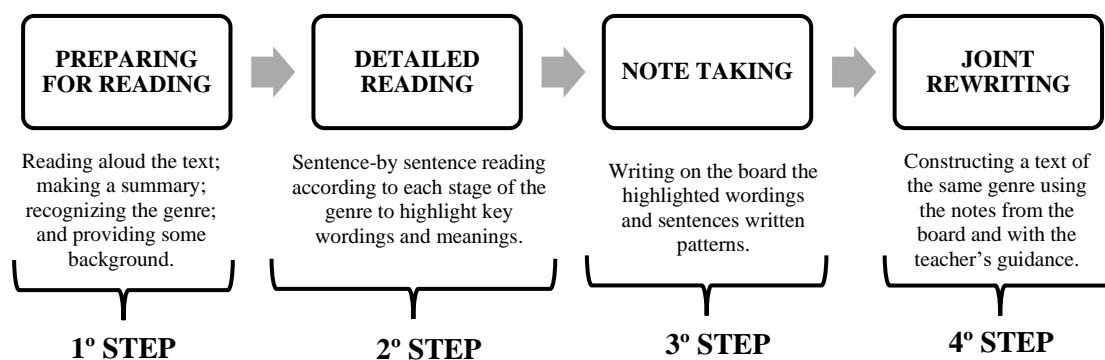 PREPARING
FOR READING
DETAILED
READING
NOTE TAKING
JOINT
REWRITING
Reading aloud the text;
making a summary;
recognizing the genre;
and providing some
background.
Sentence-by sentence reading
according to each stage of the
genre to highlight key
wordings and meanings.
Writing on the board the
highlighted wordings
and sentences written
patterns.
Constructing a text of
the same genre using
the notes from the
board and with the
teacher’s guidance.
1º STEP
2º STEP
3º STEP
4º STEP